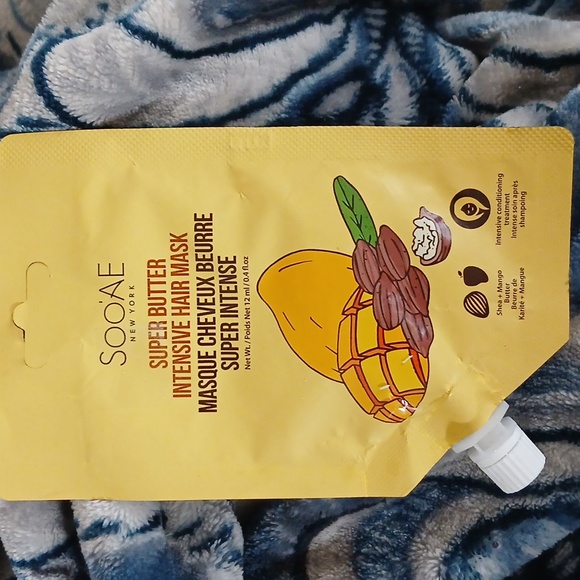 SOO'AE
NEW YORK
SUPER BUTTER
INTENSIVE HAIR MASK
MASQUE CHEVEUX BEURRE
SUPER INTENSE
Net Wt. / Poids Net 12 ml / 0.4 fl.oz
Shea + Mango
Butter
Beurre de
Karité + Mangue
Intensive conditioning
treatment
Intense soin après
shampoing